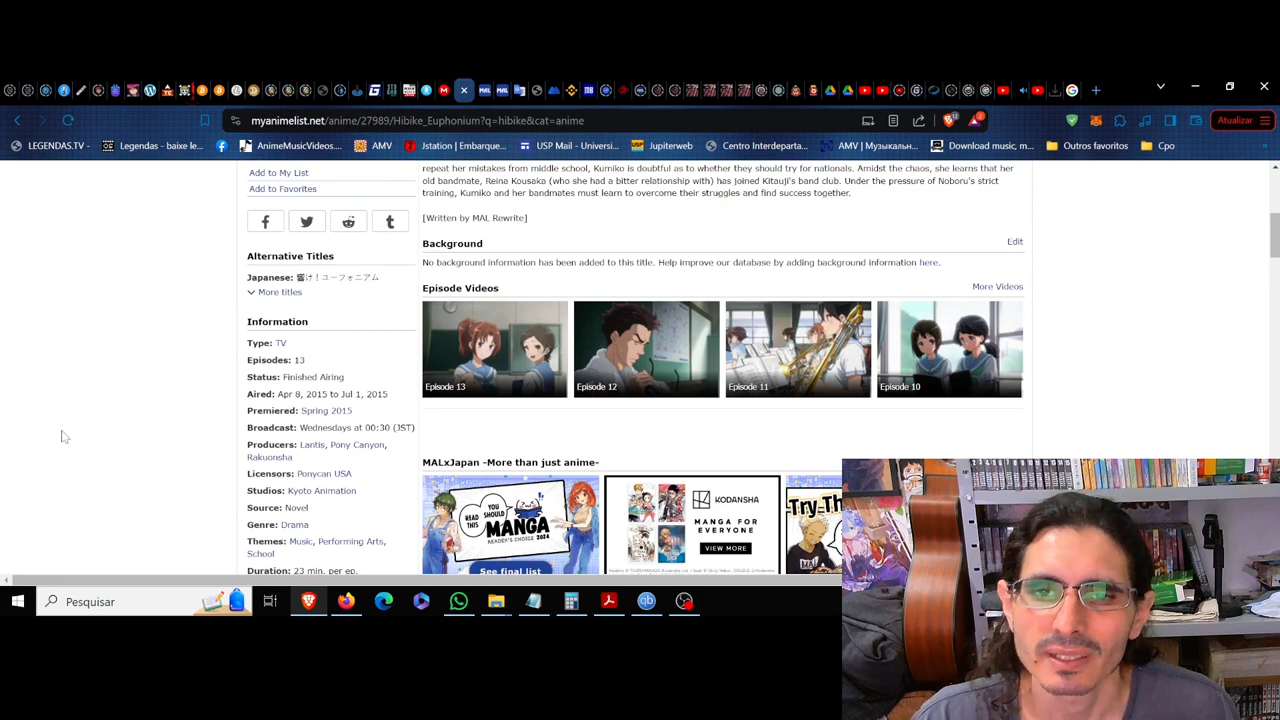 myanimelist.net/anime/27989/Hibike_Euphonium?q=hibike&cat=anime
Atualizar
LEGENDAS.TV -
Legendas - baixe le...
AnimeMusicVideos....
AMV
Jstation | Embarque...
USP Mail - Universi...
Jupiterweb
Centro Interdeparta...
AMV | Музыкальн...
Download music, m...
Outros favoritos
Cpo
Add to My List
Add to Favorites
Alternative Titles
Japanese: 響け！ユーフォニアム
More titles
Information
Type: TV
Episodes: 13
Status: Finished Airing
Aired: Apr 8, 2015 to Jul 1, 2015
Premiered: Spring 2015
Broadcast: Wednesdays at 00:30 (JST)
Producers: Lantis, Pony Canyon,
Rakuonsha
Licensors: Ponycan USA
Studios: Kyoto Animation
Source: Novel
Genre: Drama
Themes: Music, Performing Arts,
School
Duration: 23 min. per ep.
repeat her mistakes from middle school, Kumiko is doubtful as to whether they should try for nationals. Amidst the chaos, she learns that her
old bandmate, Reina Kousaka (who she had a bitter relationship with) has joined Kitauji's band club. Under the pressure of Noboru's strict
training, Kumiko and her bandmates must learn to overcome their struggles and find success together.
[Written by MAL Rewrite]
Background
Edit
No background information has been added to this title. Help improve our database by adding background information here.
Episode Videos
More Videos
Episode 13
Episode 12
Episode 11
Episode 10
MALxJapan -More than just anime-
READ THIS
YOU SHOULD
MANGA
READER'S CHOICE 2024
See final list
KODANSHA
MANGA FOR
EVERYONE
VIEW MORE
Try The
Pesquisar